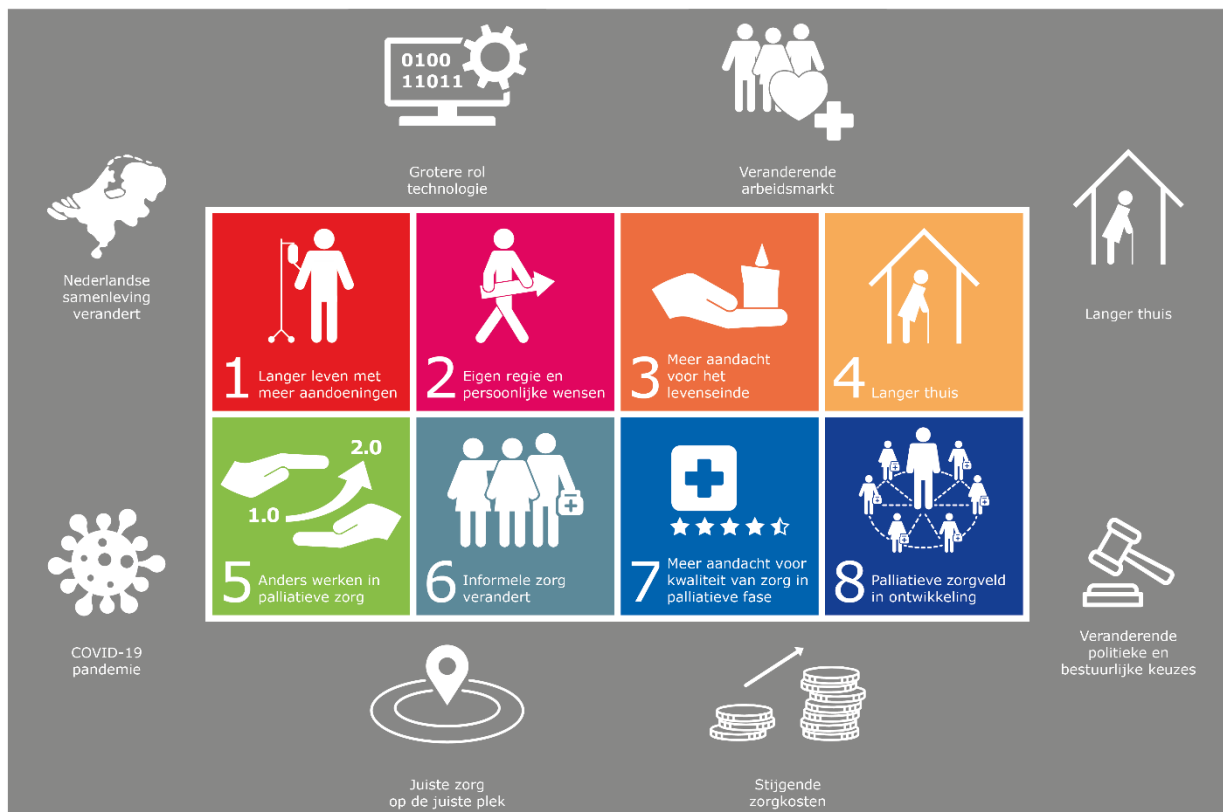 0100
11011
Grotere rol
technologie
Veranderende
arbeidsmarkt
Nederlandse
samenleving
verandert
Langer thuis
1 Langer leven met
meer aandoeningen
2 Eigen regie en
persoonlijke wensen
3 Meer aandacht
voor het
levenseinde
4 Langer thuis
2.0
1.0
5 Anders werken in
palliatieve zorg
6 Informele zorg
verandert
7 Meer aandacht voor
kwaliteit van zorg in
palliatieve fase
8 Palliatieve zorgveld
in ontwikkeling
COVID-19
pandemie
Veranderende
politieke en
bestuurlijke keuzes
Juiste zorg
op de juiste plek
Stijgende
zorgkosten